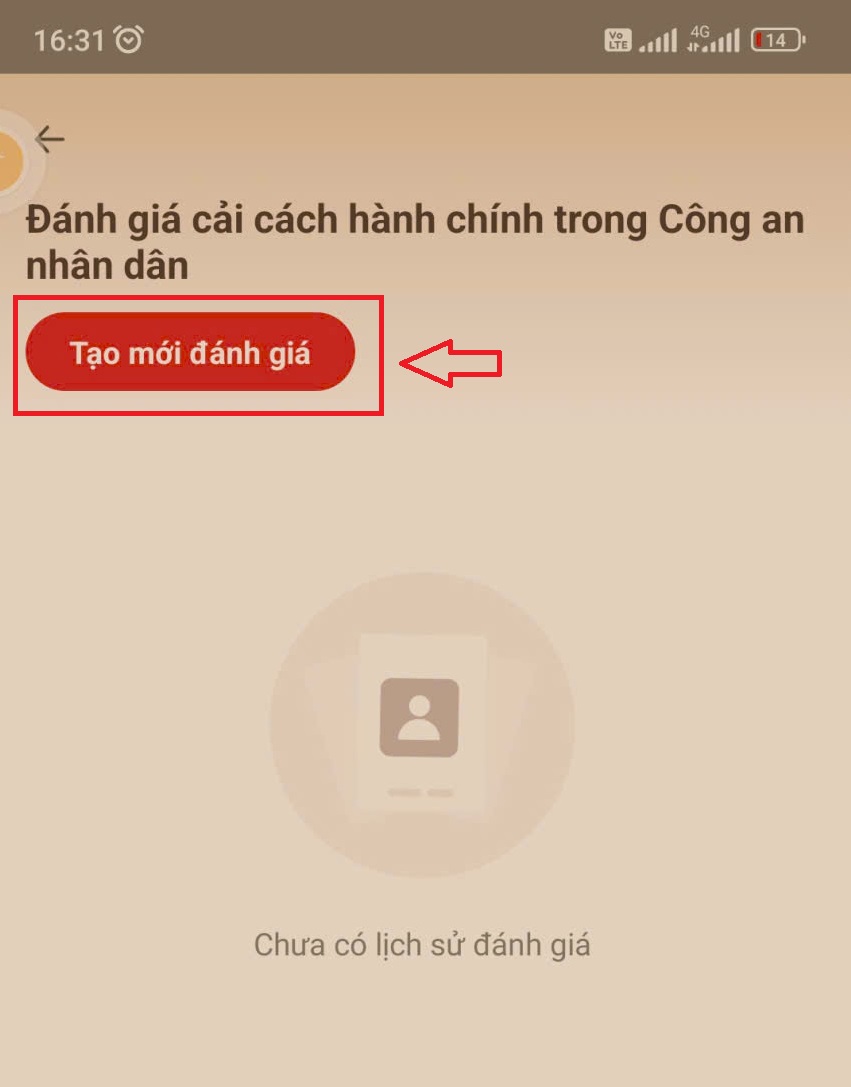 16:31 Vo LTE 4G 14
Đánh giá cải cách hành chính trong Công an
nhân dân
Tạo mới đánh giá
Chưa có lịch sử đánh giá